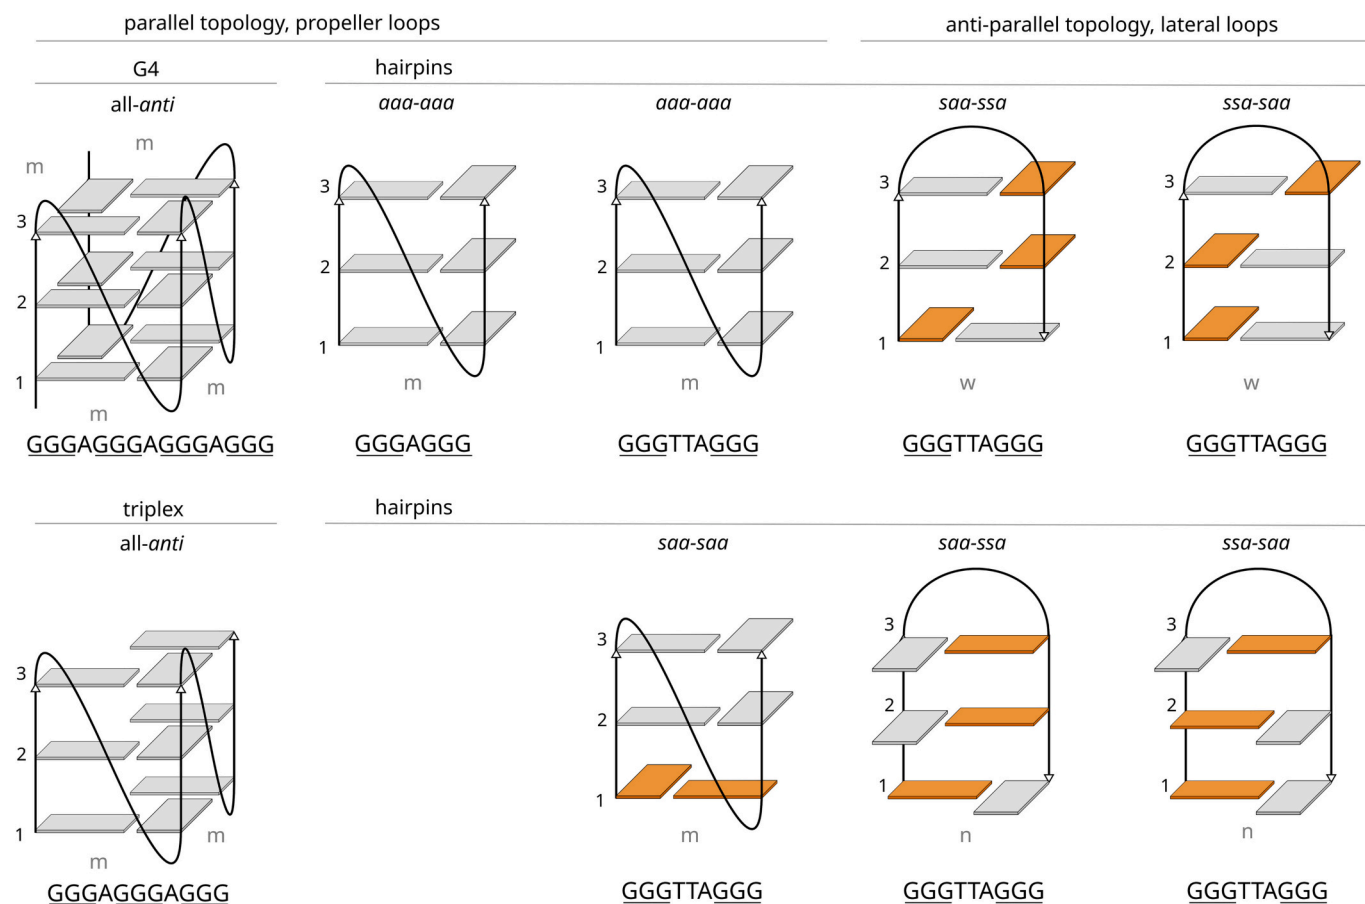 parallel topology, propeller loops
anti-parallel topology, lateral loops
G4
hairpins
all-anti
aaa-aaa
aaa-aaa
saa-ssa
ssa-saa
m
m
3
2
1
m
m
3
2
1
m
3
2
1
m
3
2
1
w
3
2
1
w
GGGAGGGAGGGAGGG
GGGAGGG
GGGTTAGGG
GGGTTAGGG
GGGTTAGGG
triplex
hairpins
all-anti
saa-saa
saa-ssa
ssa-saa
3
2
1
m
m
3
2
1
m
3
2
1
n
3
2
1
n
GGGAGGGAGGG
GGGTTAGGG
GGGTTAGGG
GGGTTAGGG